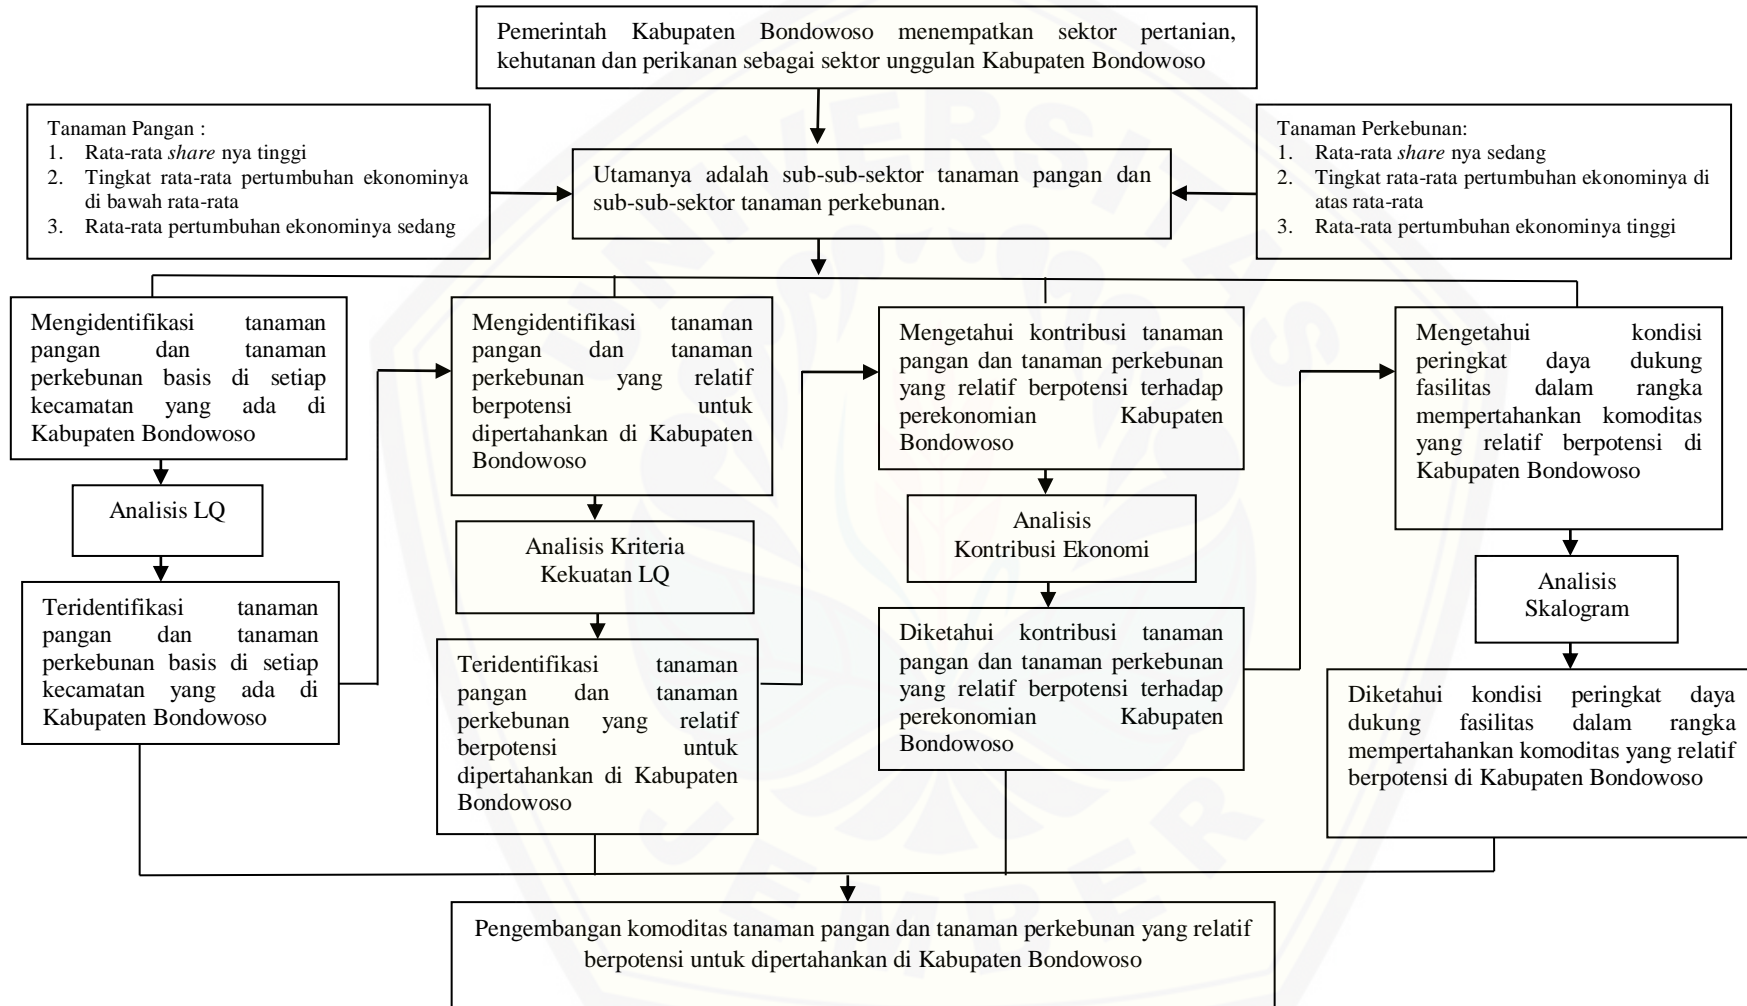 Pemerintah Kabupaten Bondowoso menempatkan sektor pertanian,
kehutanan dan perikanan sebagai sektor unggulan Kabupaten Bondowoso
Tanaman Pangan :
1. Rata-rata share nya tinggi
2. Tingkat rata-rata pertumbuhan ekonominya
di bawah rata-rata
3. Rata-rata pertumbuhan ekonominya sedang
Utamanya adalah sub-sub-sektor tanaman pangan dan
sub-sub-sektor tanaman perkebunan.
Tanaman Perkebunan:
1. Rata-rata share nya sedang
2. Tingkat rata-rata pertumbuhan ekonominya di
atas rata-rata
3. Rata-rata pertumbuhan ekonominya tinggi
Mengidentifikasi tanaman
pangan dan tanaman
perkebunan basis di setiap
kecamatan yang ada di
Kabupaten Bondowoso
Analisis LQ
Teridentifikasi tanaman
pangan dan tanaman
perkebunan basis di setiap
kecamatan yang ada di
Kabupaten Bondowoso
Mengidentifikasi tanaman
pangan dan tanaman
perkebunan yang relatif
berpotensi untuk
dipertahankan di Kabupaten
Bondowoso
Analisis Kriteria
Kekuatan LQ
Teridentifikasi tanaman
pangan dan tanaman
perkebunan yang relatif
berpotensi untuk
dipertahankan di Kabupaten
Bondowoso
Mengetahui kontribusi tanaman
pangan dan tanaman perkebunan
yang relatif berpotensi terhadap
perekonomian Kabupaten
Bondowoso
Analisis
Kontribusi Ekonomi
Diketahui kontribusi tanaman
pangan dan tanaman perkebunan
yang relatif berpotensi terhadap
perekonomian Kabupaten
Bondowoso
Mengetahui kondisi
peringkat daya dukung
fasilitas dalam rangka
mempertahankan komoditas
yang relatif berpotensi di
Kabupaten Bondowoso
Analisis
Skalogram
Diketahui kondisi peringkat daya
dukung fasilitas dalam rangka
mempertahankan komoditas yang relatif
berpotensi di Kabupaten Bondowoso
Pengembangan komoditas tanaman pangan dan tanaman perkebunan yang relatif
berpotensi untuk dipertahankan di Kabupaten Bondowoso
UNIVERSITAS
JEMBER